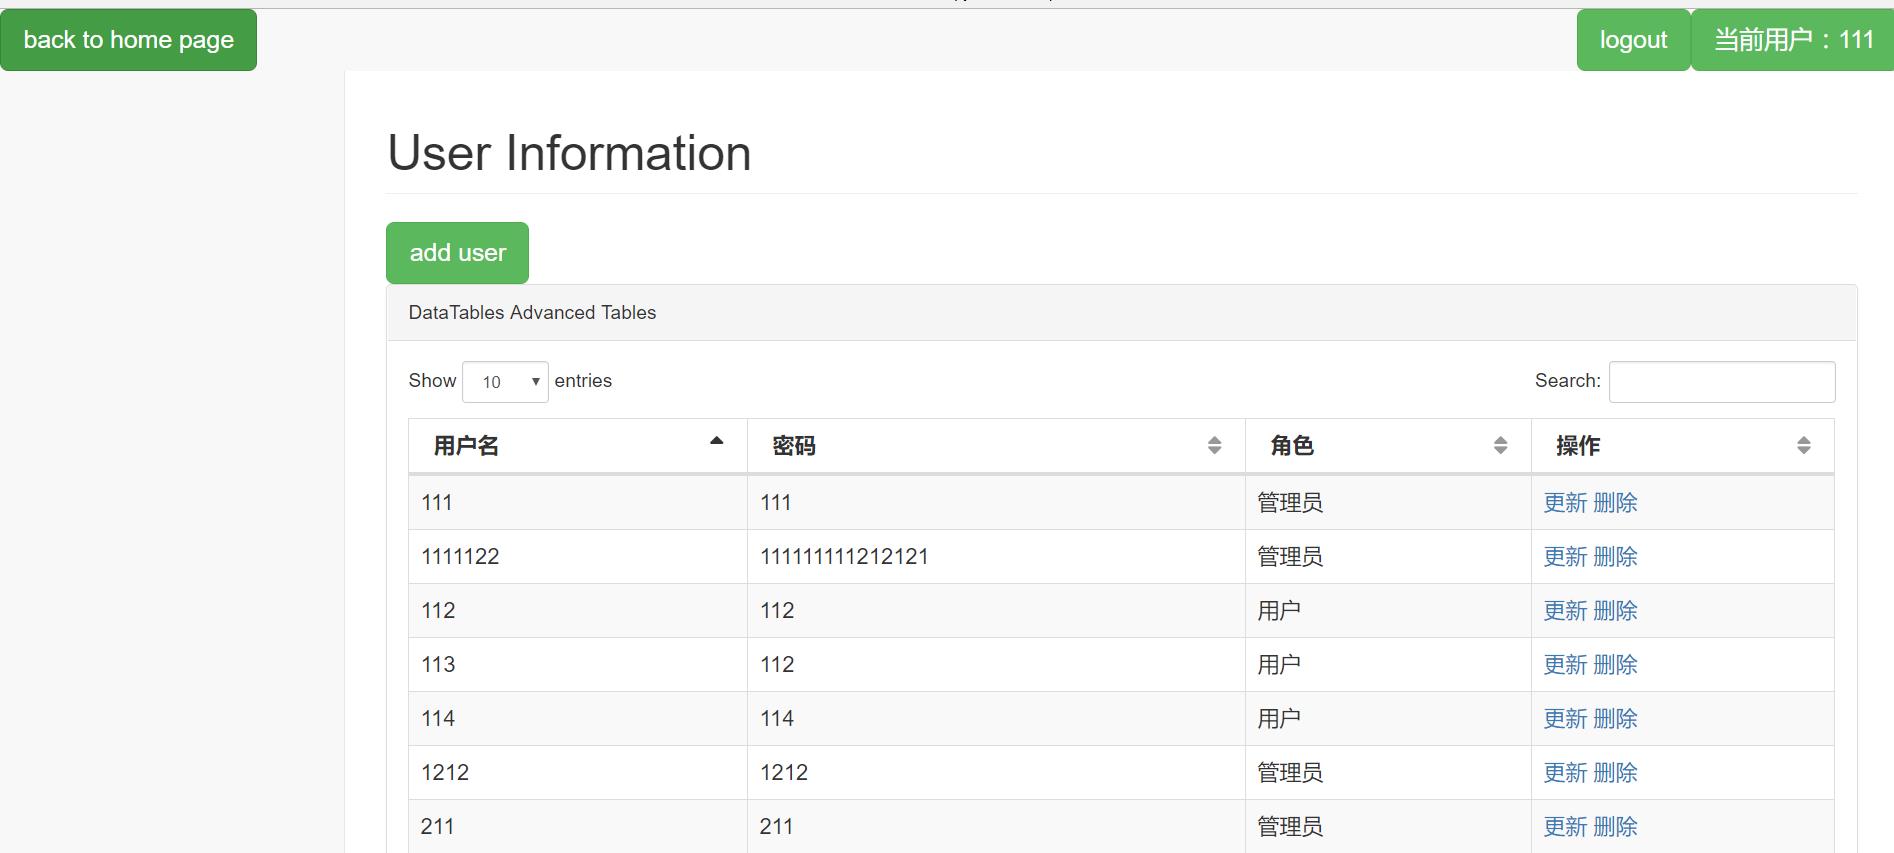 back to home page logout 当前用户：111
User Information
add user
DataTables Advanced Tables
Show 10 entries Search:
用户名 密码 角色 操作
111 111 管理员 更新 删除
1111122 111111111212121 管理员 更新 删除
112 112 用户 更新 删除
113 112 用户 更新 删除
114 114 用户 更新 删除
1212 1212 管理员 更新 删除
211 211 管理员 更新 删除